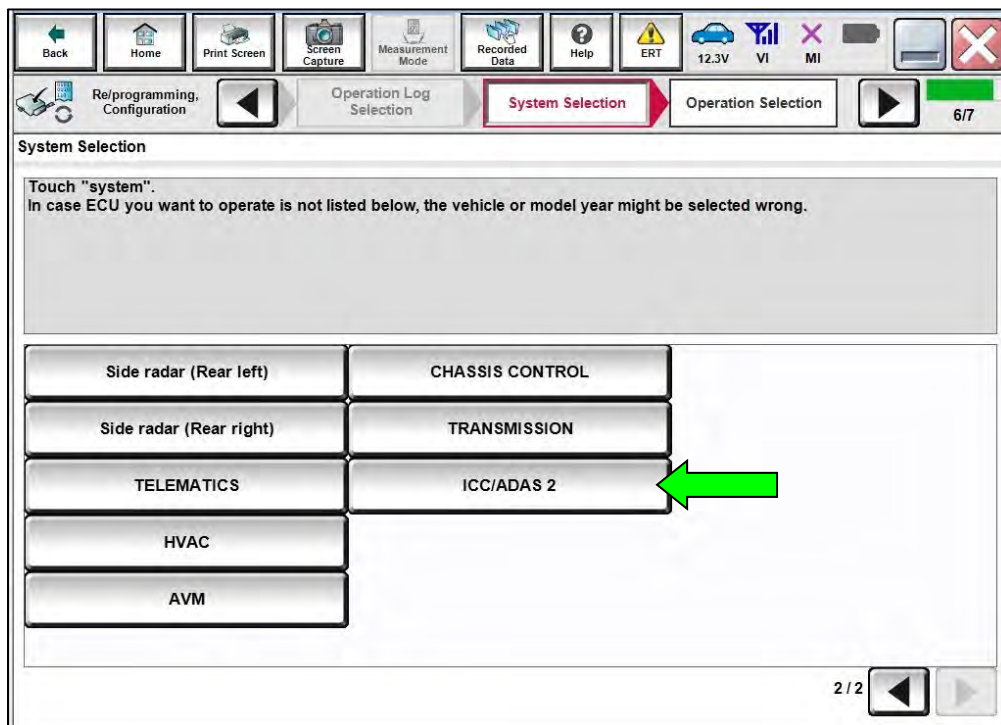 Back
Home
Print Screen
Screen
Capture
Measurement
Mode
Recorded
Data
Help
ERT
12.3V
VI
MI
Re/programming,
Configuration
Operation Log
Selection
System Selection
Operation Selection
6/7
System Selection
Touch "system".
In case ECU you want to operate is not listed below, the vehicle or model year might be selected wrong.
Side radar (Rear left)
CHASSIS CONTROL
Side radar (Rear right)
TRANSMISSION
TELEMATICS
ICC/ADAS 2
HVAC
AVM
2/2